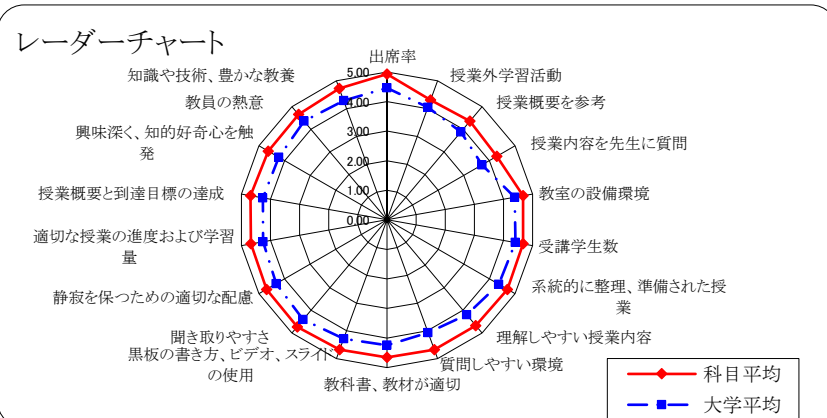 レーダーチャート
出席率
授業外学習活動
授業概要を参考
授業内容を先生に質問
教室の設備環境
受講学生数
系統的に整理、準備された授
業
理解しやすい授業内容
質問しやすい環境
教科書、教材が適切
黒板の書き方、ビデオ、スライド
の使用
聞き取りやすさ
静寂を保つための適切な配慮
適切な授業の進度および学習
量
授業概要と到達目標の達成
興味深く、知的好奇心を触
発
教員の熱意
知識や技術、豊かな教養
5.00
4.00
3.00
2.00
1.00
0.00
科目平均
大学平均